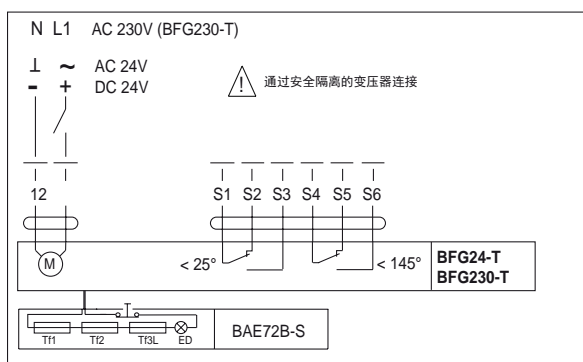 N L1 AC 230V (BFG230-T)
⊥ ~ AC 24V
- + DC 24V
通过安全隔离的变压器连接
12 S1 S2 S3 S4 S5 S6
M < 25° < 145° BFG24-T
BFG230-T
T
Tf1 Tf2 Tf3L ED BAE72B-S